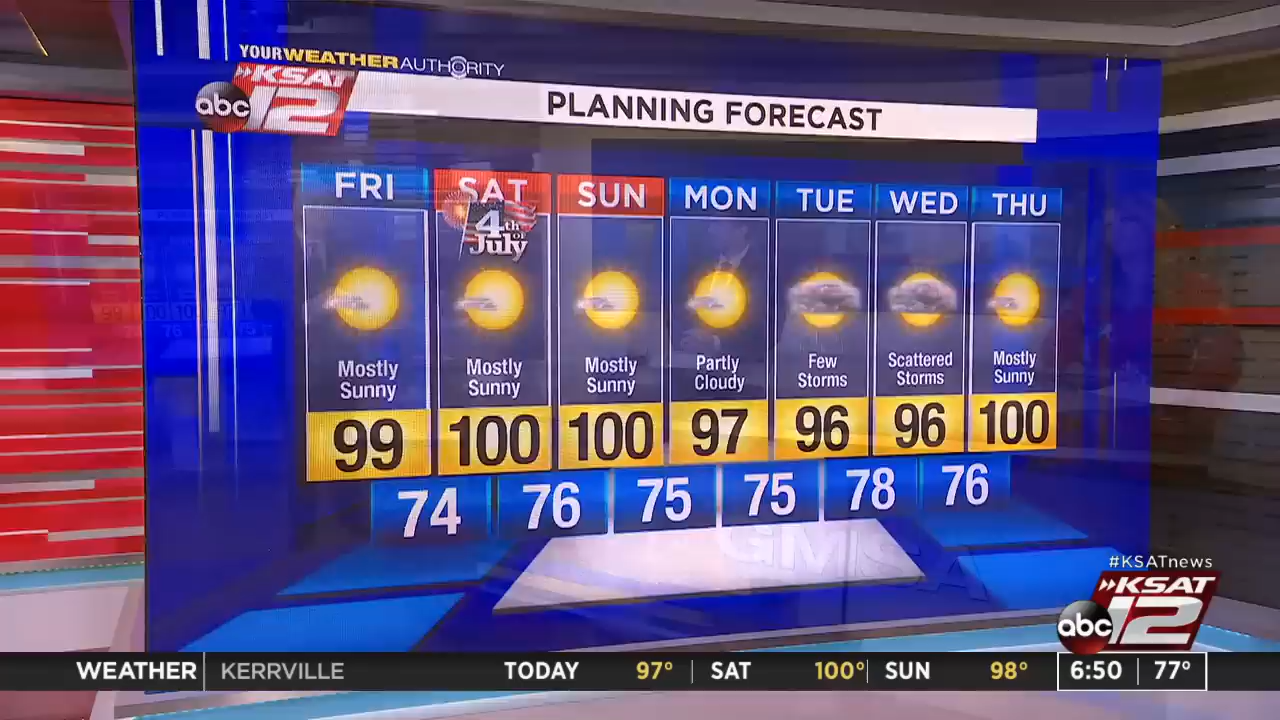 YOURWEATHERAUTHORITY
abc KSAT 12
PLANNING FORECAST
FRI SAT SUN MON TUE WED THU
4th of July
Mostly Sunny
Mostly Sunny
Mostly Sunny
Partly Cloudy
Few Storms
Scattered Storms
Mostly Sunny
99 100 100 97 96 96 100
74 76 75 75 78 76
GMSA
#KSATnews
KSAT
abc 12
WEATHER KERRVILLE TODAY 97° SAT 100° SUN 98° 6:50 77°